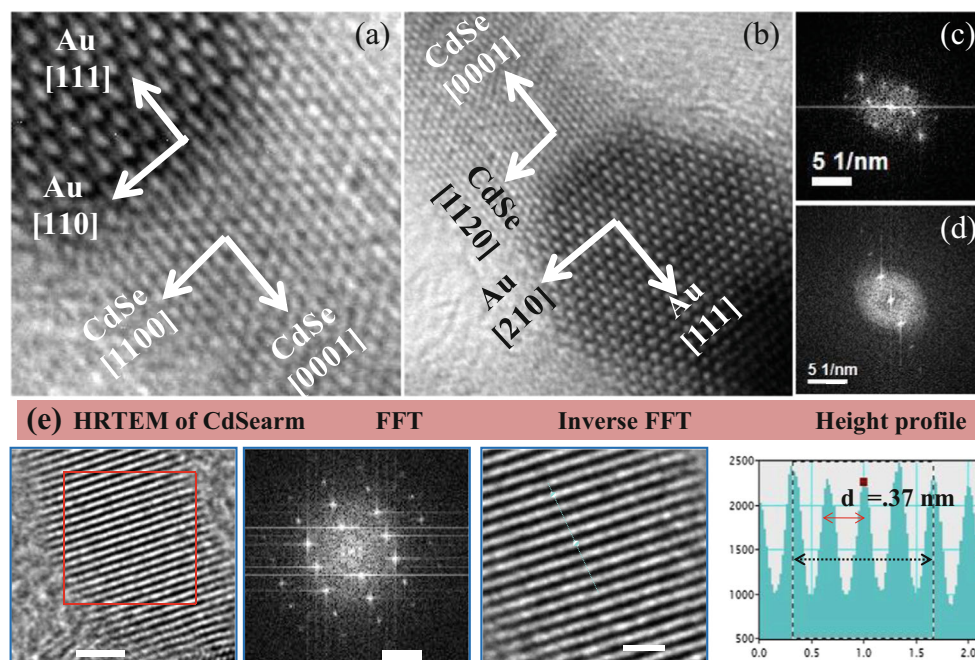 (a)
Au
[111]
Au
[110]
CdSe
[1100]
CdSe
[0001]
(b)
CdSe
[0001]
CdSe
[1120]
Au
[210]
Au
[111]
(c)
5 1/nm
(d)
5 1/nm
(e) HRTEM of CdSearm FFT Inverse FFT Height profile
2500
2000
1500
1000
500
d =.37 nm
0.0 0.5 1.0 1.5 2.0